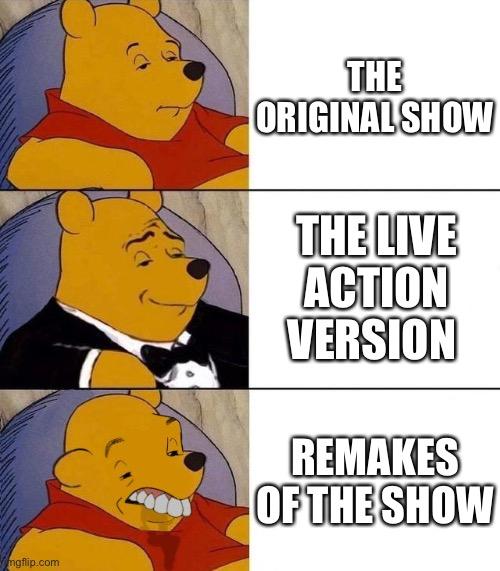 THE
ORIGINAL SHOW
THE LIVE
ACTION
VERSION
REMAKES
OF THE SHOW
imgflip.com